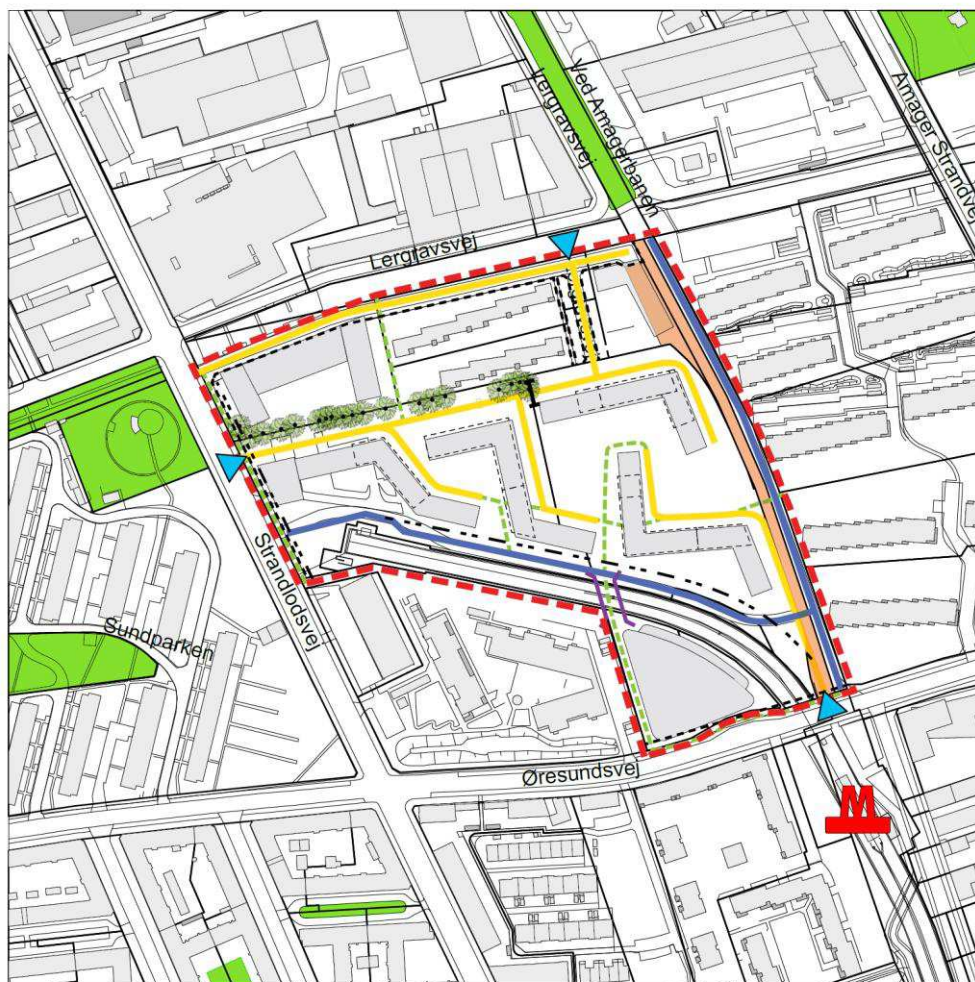 Lergravsvej
Ved Amagerbanen
Amager Strandvej
Lergravsvej
Strandlodsvej
Sundparken
Øresundsvej
M